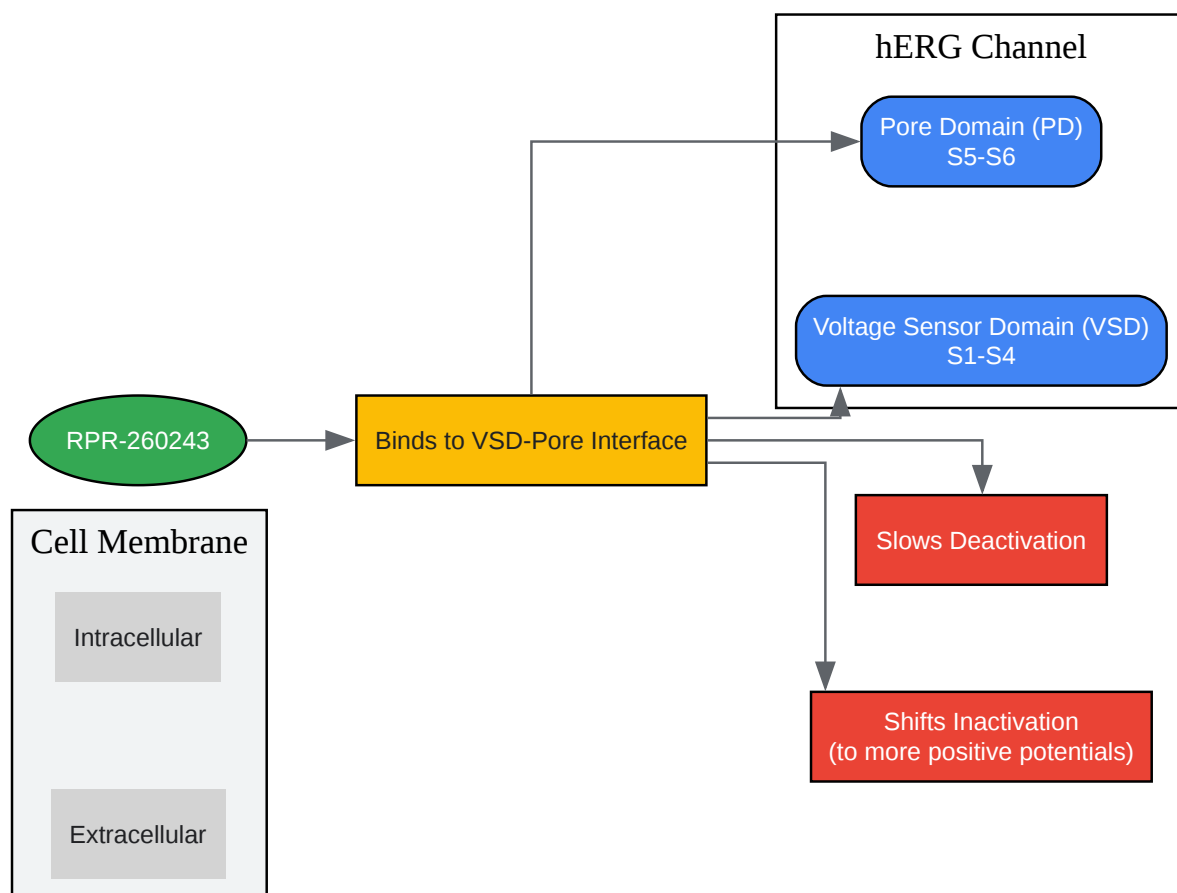 hERG Channel
Pore Domain (PD)
S5-S6
Voltage Sensor Domain (VSD)
S1-S4
RPR-260243
Binds to VSD-Pore Interface
Slows Deactivation
Shifts Inactivation
(to more positive potentials)
Cell Membrane
Intracellular
Extracellular